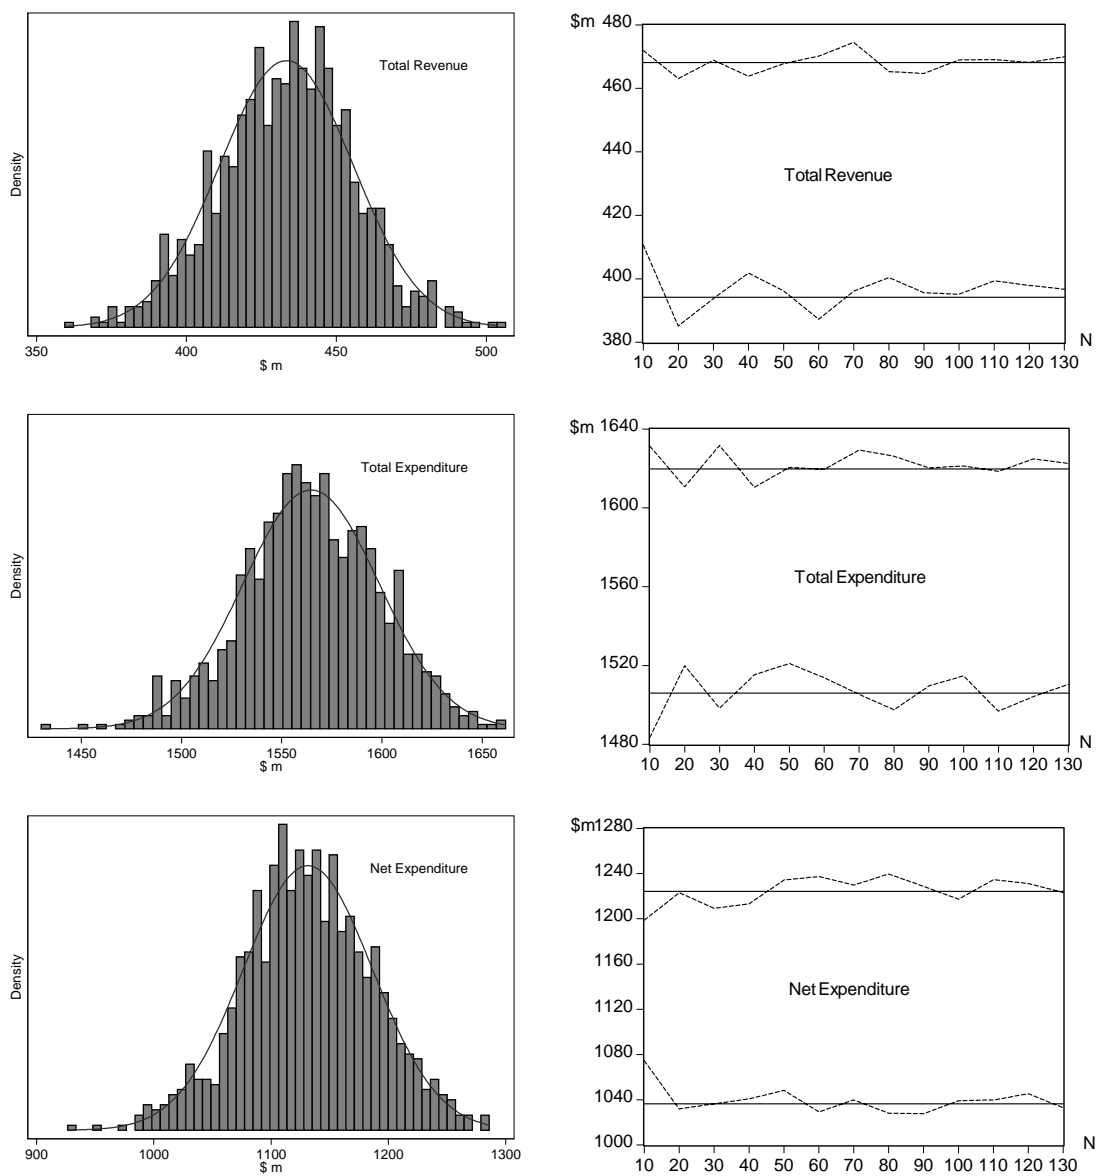 Total Revenue
Density
350 400 450 500
$ m
$m 480
460
440
Total Revenue
420
400
380
N
10 20 30 40 50 60 70 80 90 100 110 120 130
Total Expenditure
Density
1450 1500 1550 1600 1650
$ m
$m 1640
1600
1560
Total Expenditure
1520
1480
N
10 20 30 40 50 60 70 80 90 100 110 120 130
Net Expenditure
Density
900 1000 1100 1200 1300
$ m
$m1280
1240
1200
1160
1120
Net Expenditure
1080
1040
1000
N
10 20 30 40 50 60 70 80 90 100 110 120 130